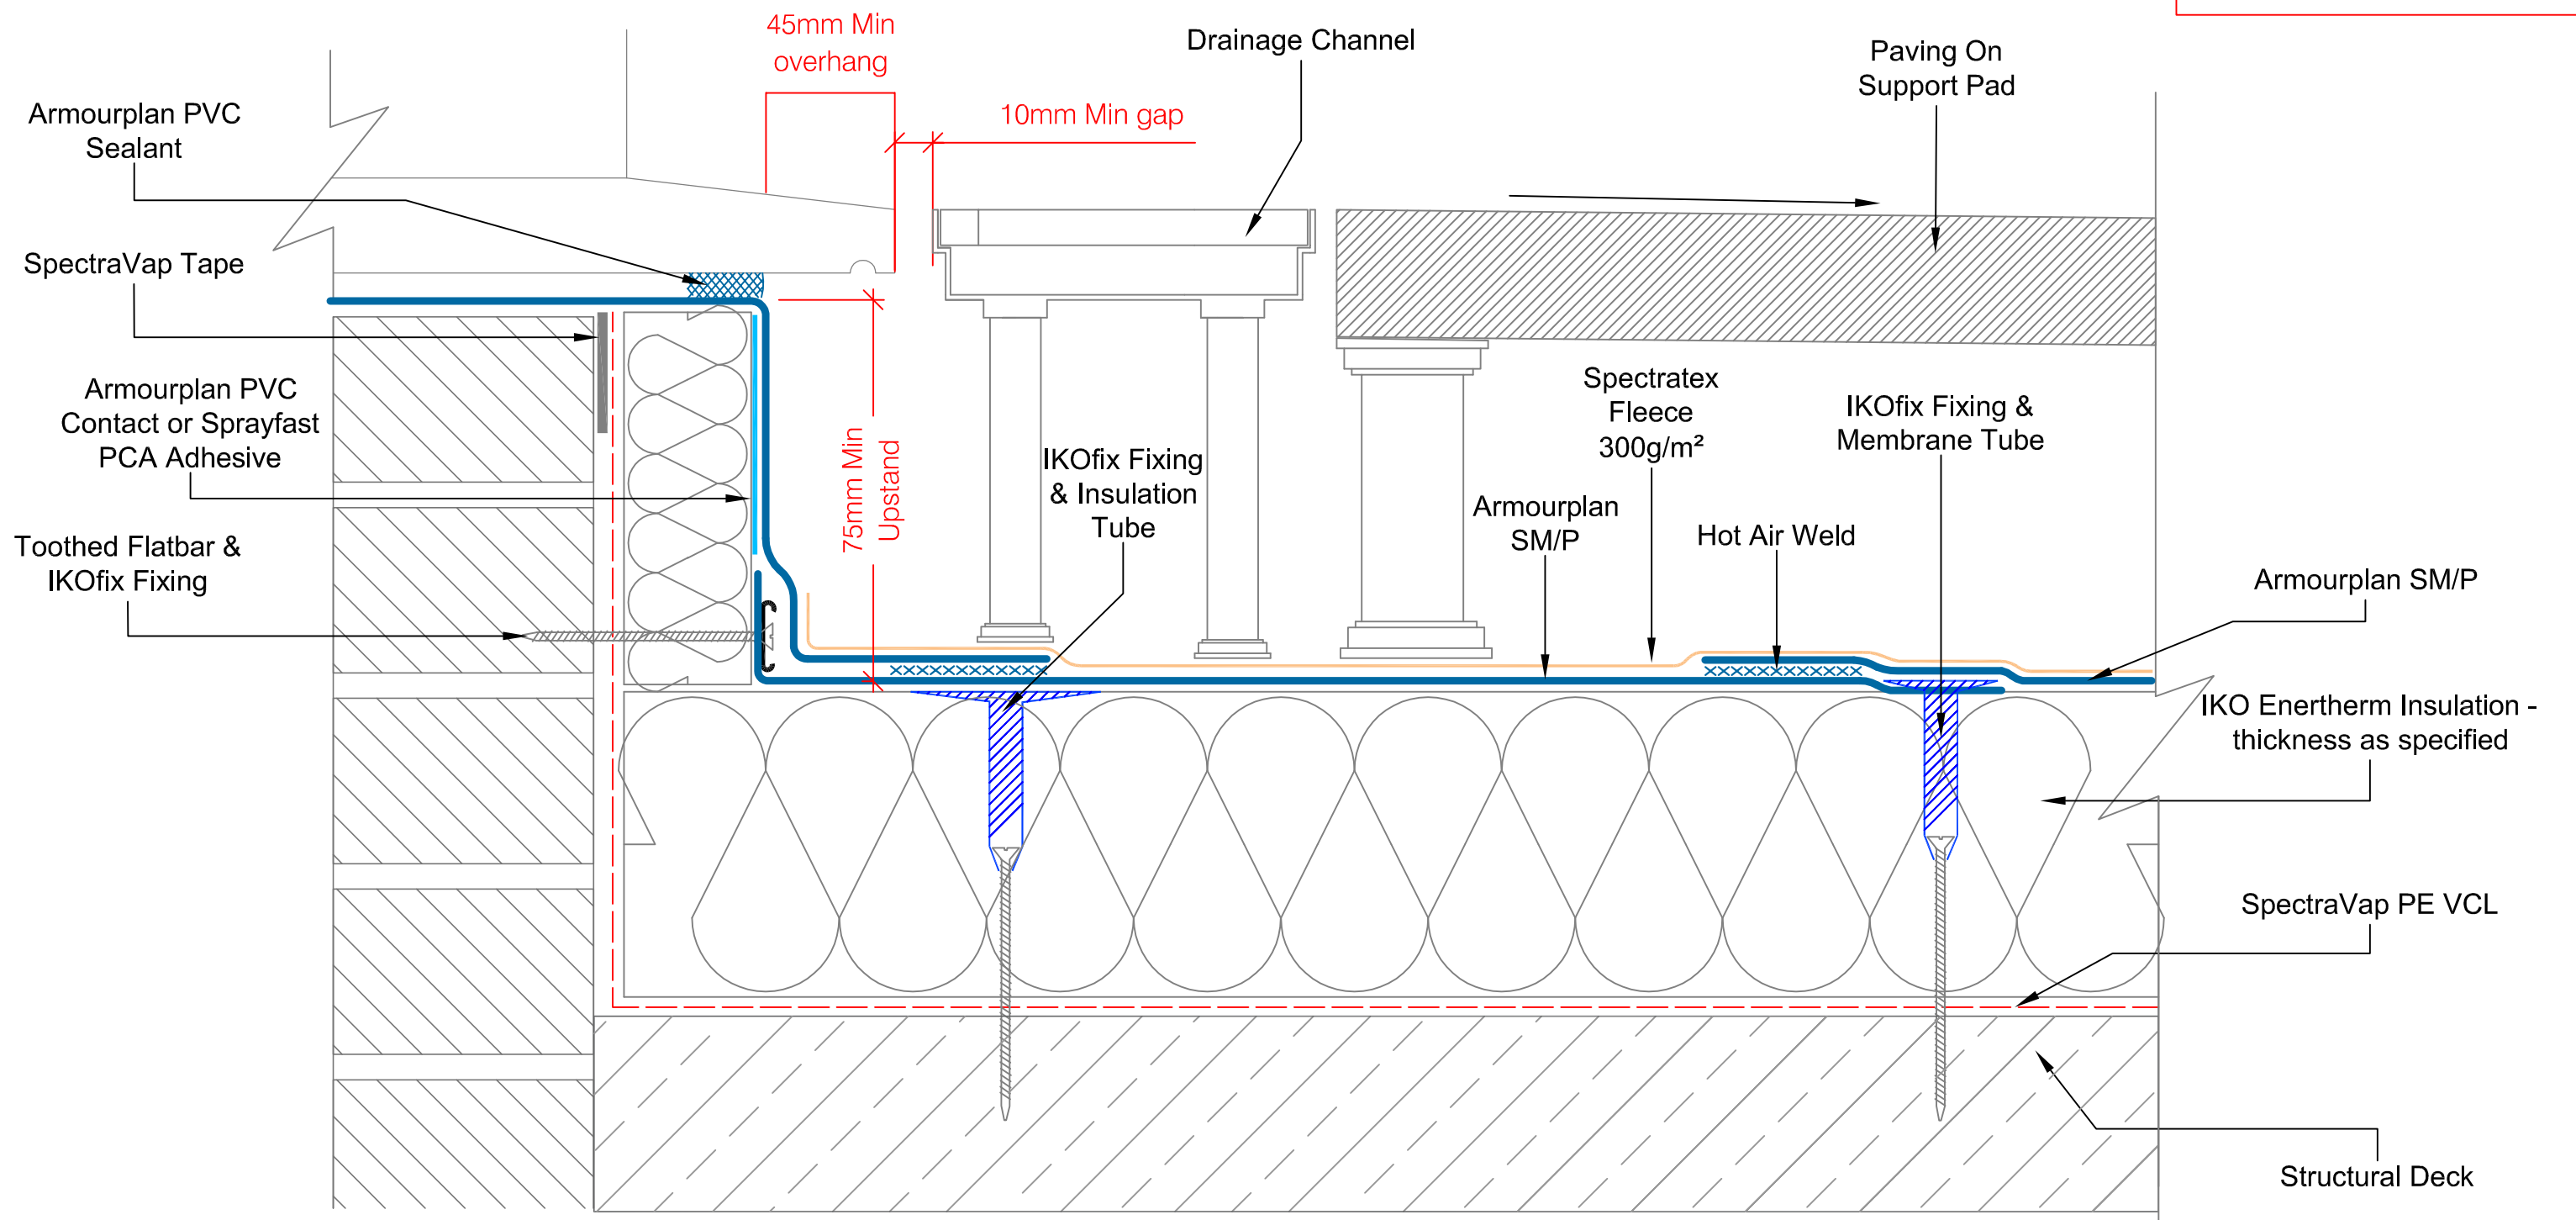 45mm Min
overhang
10mm Min gap
Drainage Channel
Paving On
Support Pad
Armourplan PVC
Sealant
SpectraVap Tape
Armourplan PVC
Contact or Sprayfast
PCA Adhesive
Toothed Flatbar &
IKOfix Fixing
75mm Min
Upstand
IKOfix Fixing
& Insulation
Tube
Armourplan
SM/P
Spectratex
Fleece
300g/m²
Hot Air Weld
IKOfix Fixing &
Membrane Tube
Armourplan SM/P
IKO Enertherm Insulation -
thickness as specified
SpectraVap PE VCL
Structural Deck